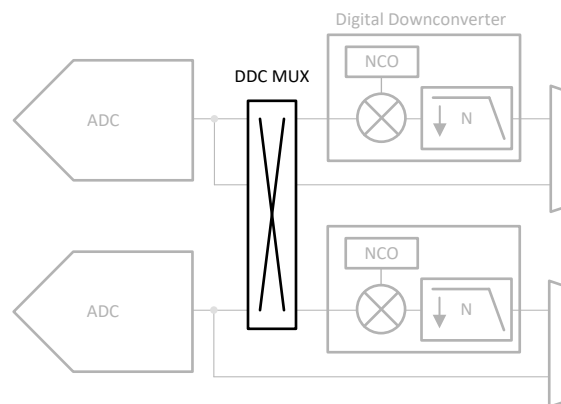 Digital Downconverter
NCO
DDC MUX
ADC
N
NCO
ADC
N